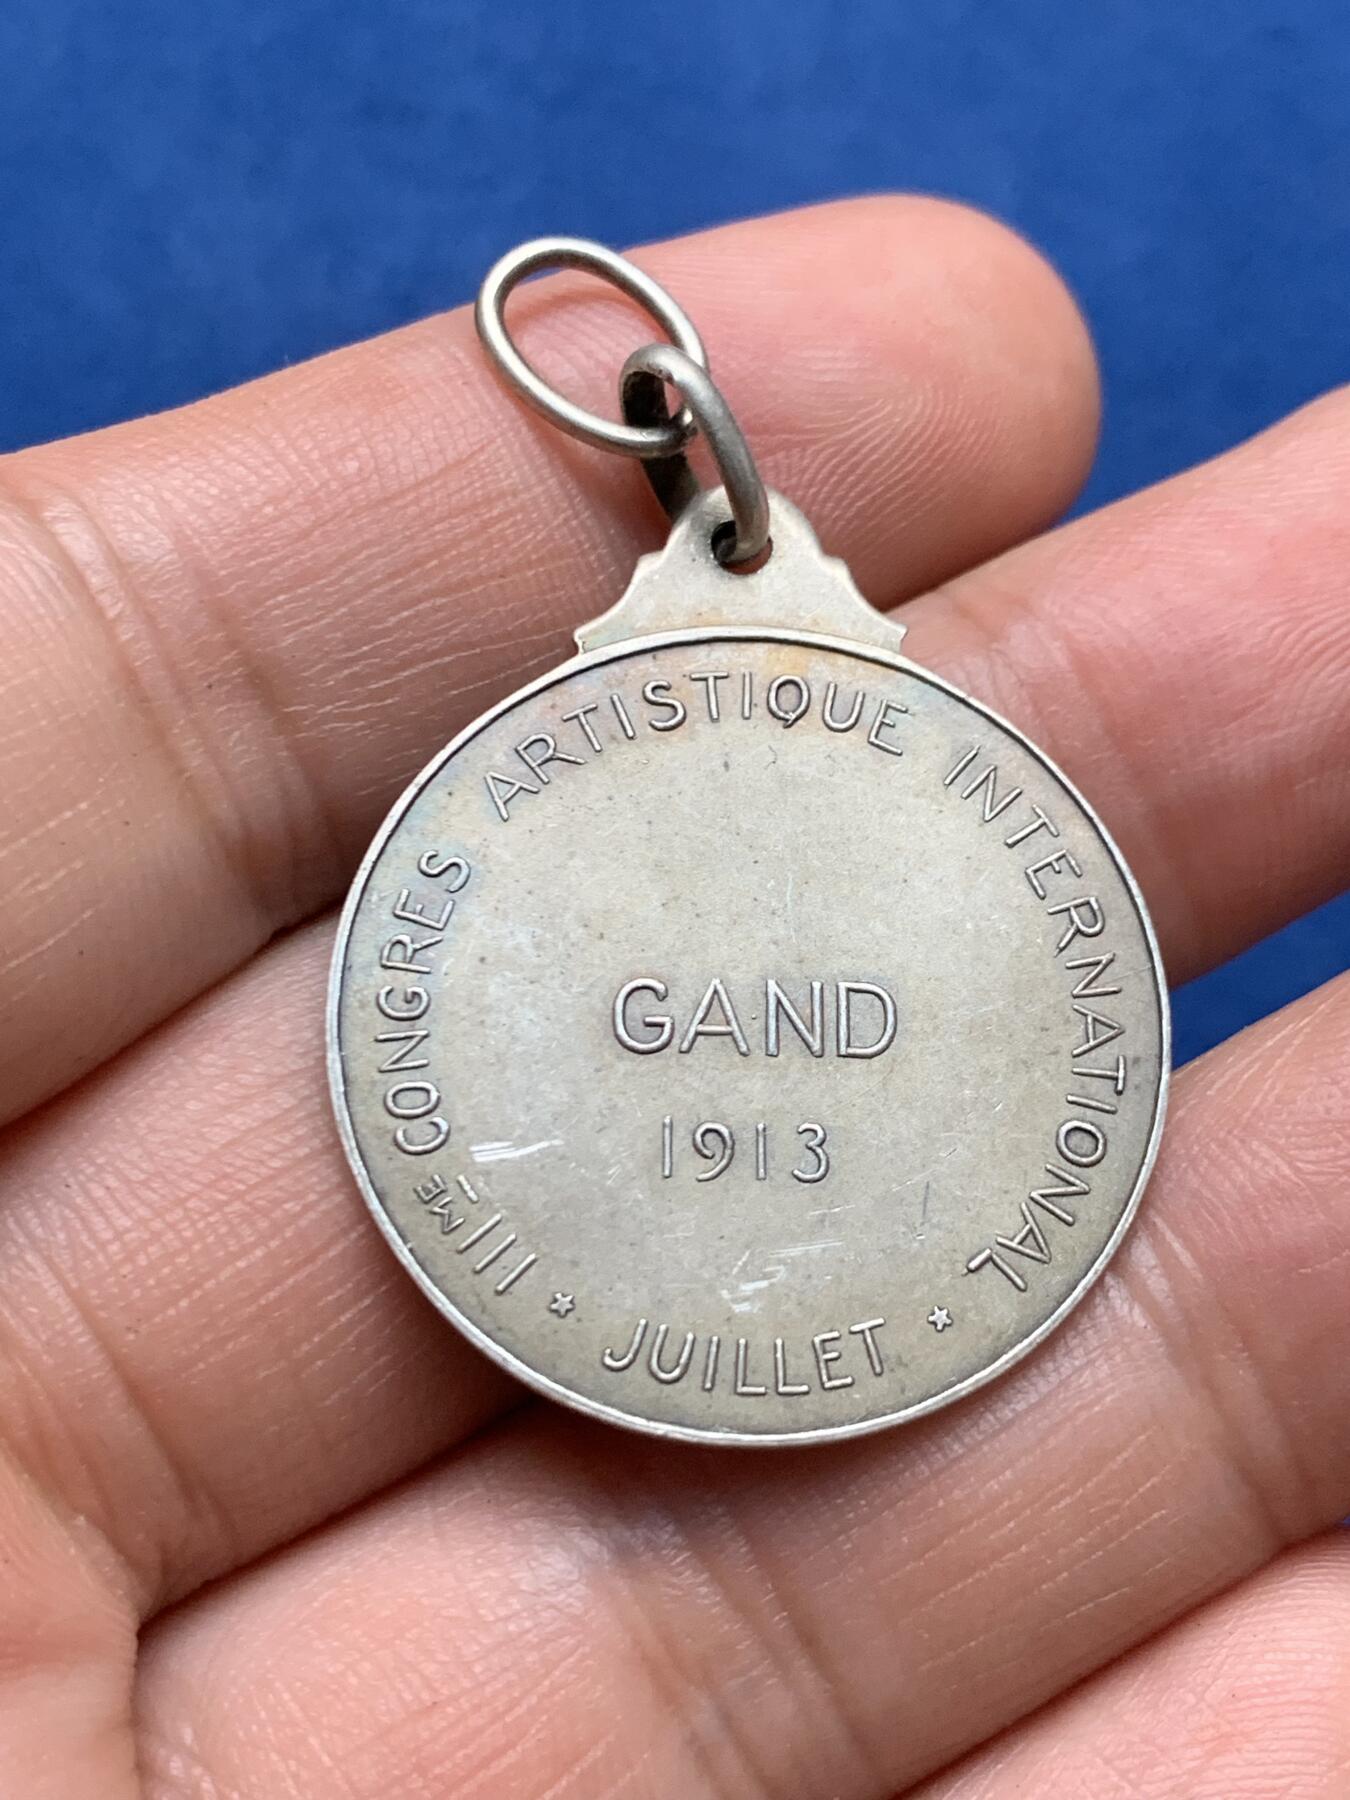 IIIME CONGRES ARTISTIQUE INTERNATIONAL
GAND
1913
* JUILLET *